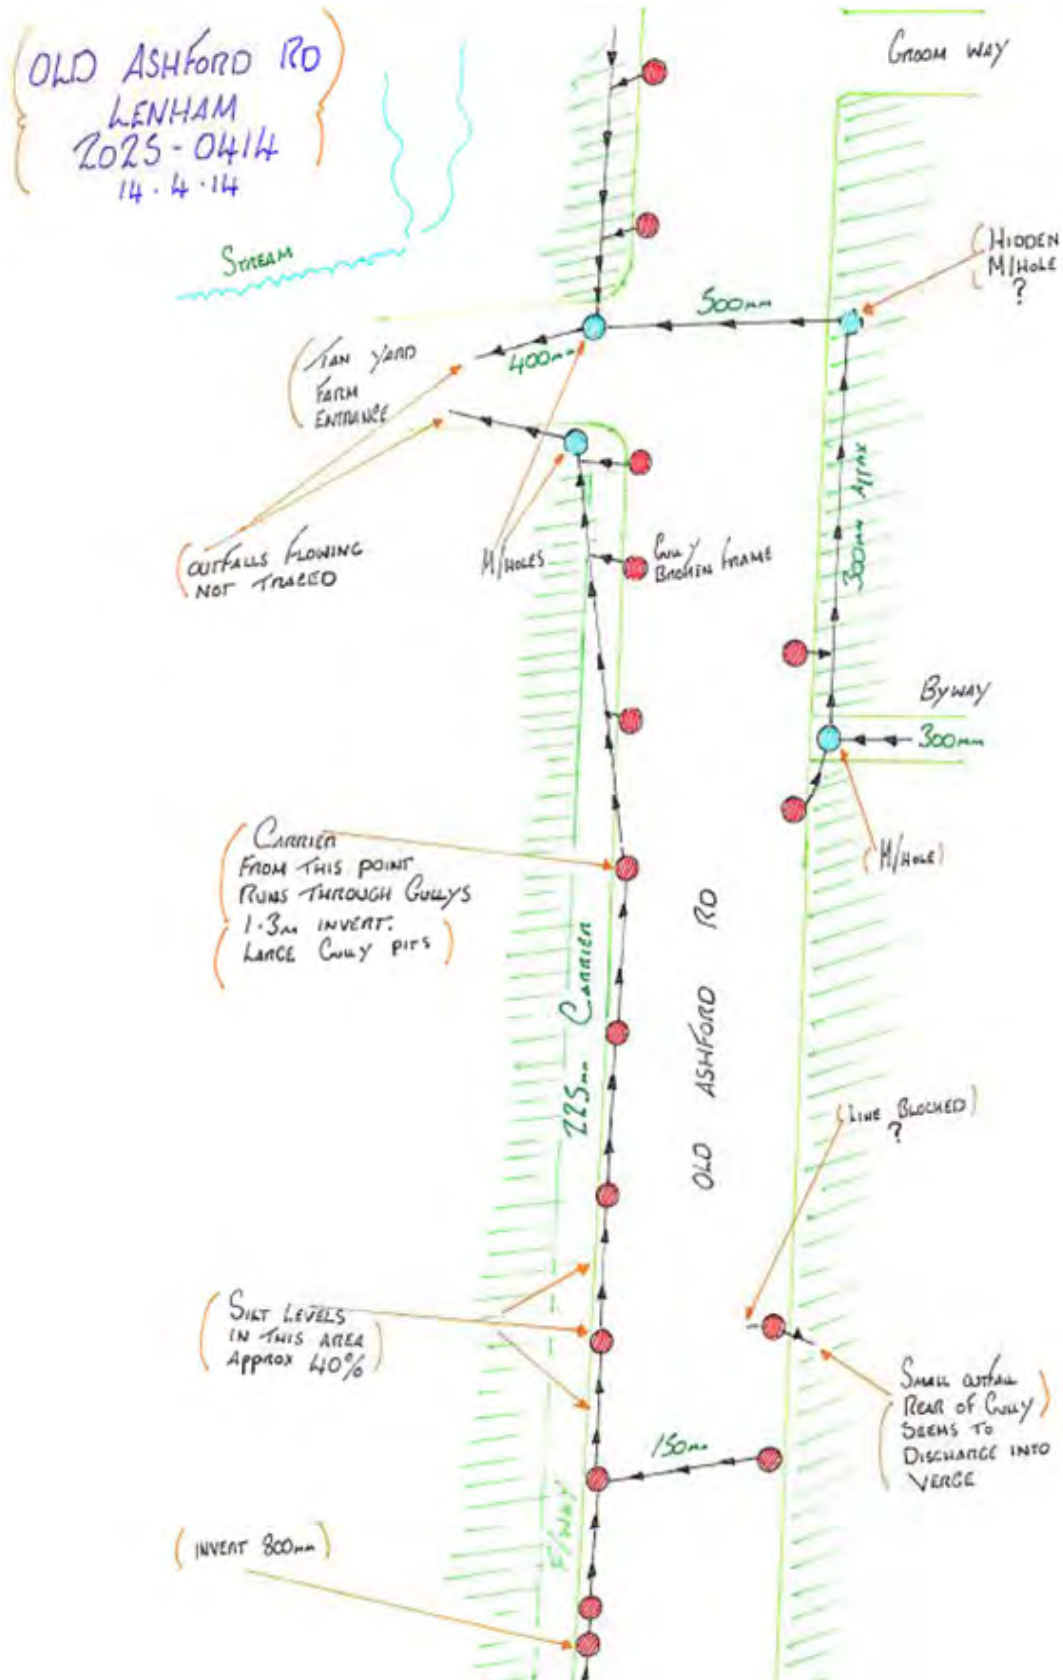 OLD ASHFORD RD
LENHAM
2025-0414
14.4.14
GROOM WAY
STREAM
(HIDDEN
M/HOLE
?
500mm
400mm
(TAN YARD
FARM
ENTRANCE
(OUTFALLS FLOWING
NOT TRACED
M/HOLES
GULLY
BROKEN FRAME
300mm APPAX
BYWAY
300mm
(M/HOLE)
(CARRIER
FROM THIS POINT
RUNS THROUGH GULLYS
1.3m INVERT.
LARGE GULLY PITS)
225mm CARRIER
OLD ASHFORD RD
(LINE BLOCKED)
?
(SILT LEVELS
IN THIS AREA
APPROX 40%)
SMALL OUTFALL
REAR OF GULLY)
(SEEMS TO
DISCHARGE INTO
VERGE
150mm
F/WAY
(INVERT 800mm)